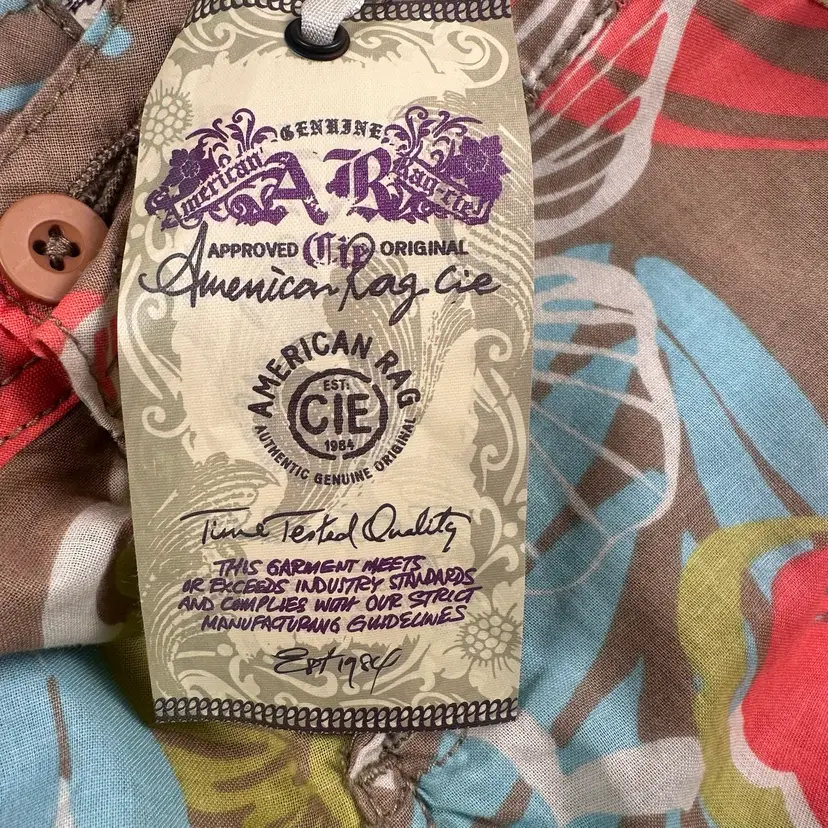 GENUINE
American AR Rag-cie
APPROVED Cie ORIGINAL
American Rag Cie
AMERICAN RAG
EST.
CIE
1984
AUTHENTIC GENUINE ORIGINAL
Time Tested Quality
THIS GARMENT MEETS
OR EXCEEDS INDUSTRY STANDARDS
AND COMPLIES WITH OUR STRICT
MANUFACTURING GUIDELINES
Est 1984